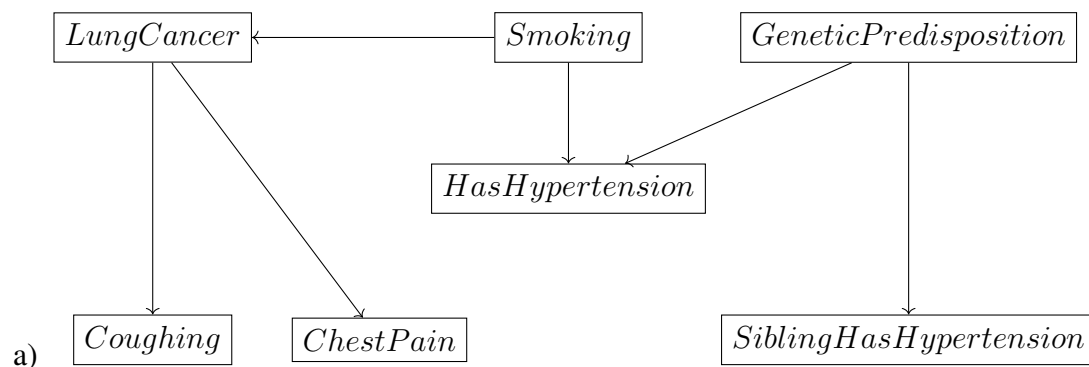 LungCancer Smoking GeneticPredisposition
HasHypertension
a) Coughing ChestPain SiblingHasHypertension